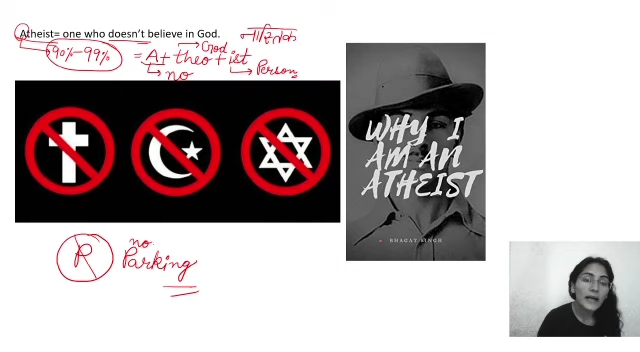 Atheist= one who doesn't believe in God.
90%-99% = A+ theo + ist
God
no
Person
WHY I
AM AN
ATHEIST
BHAGAT SINGH
P no
Parking